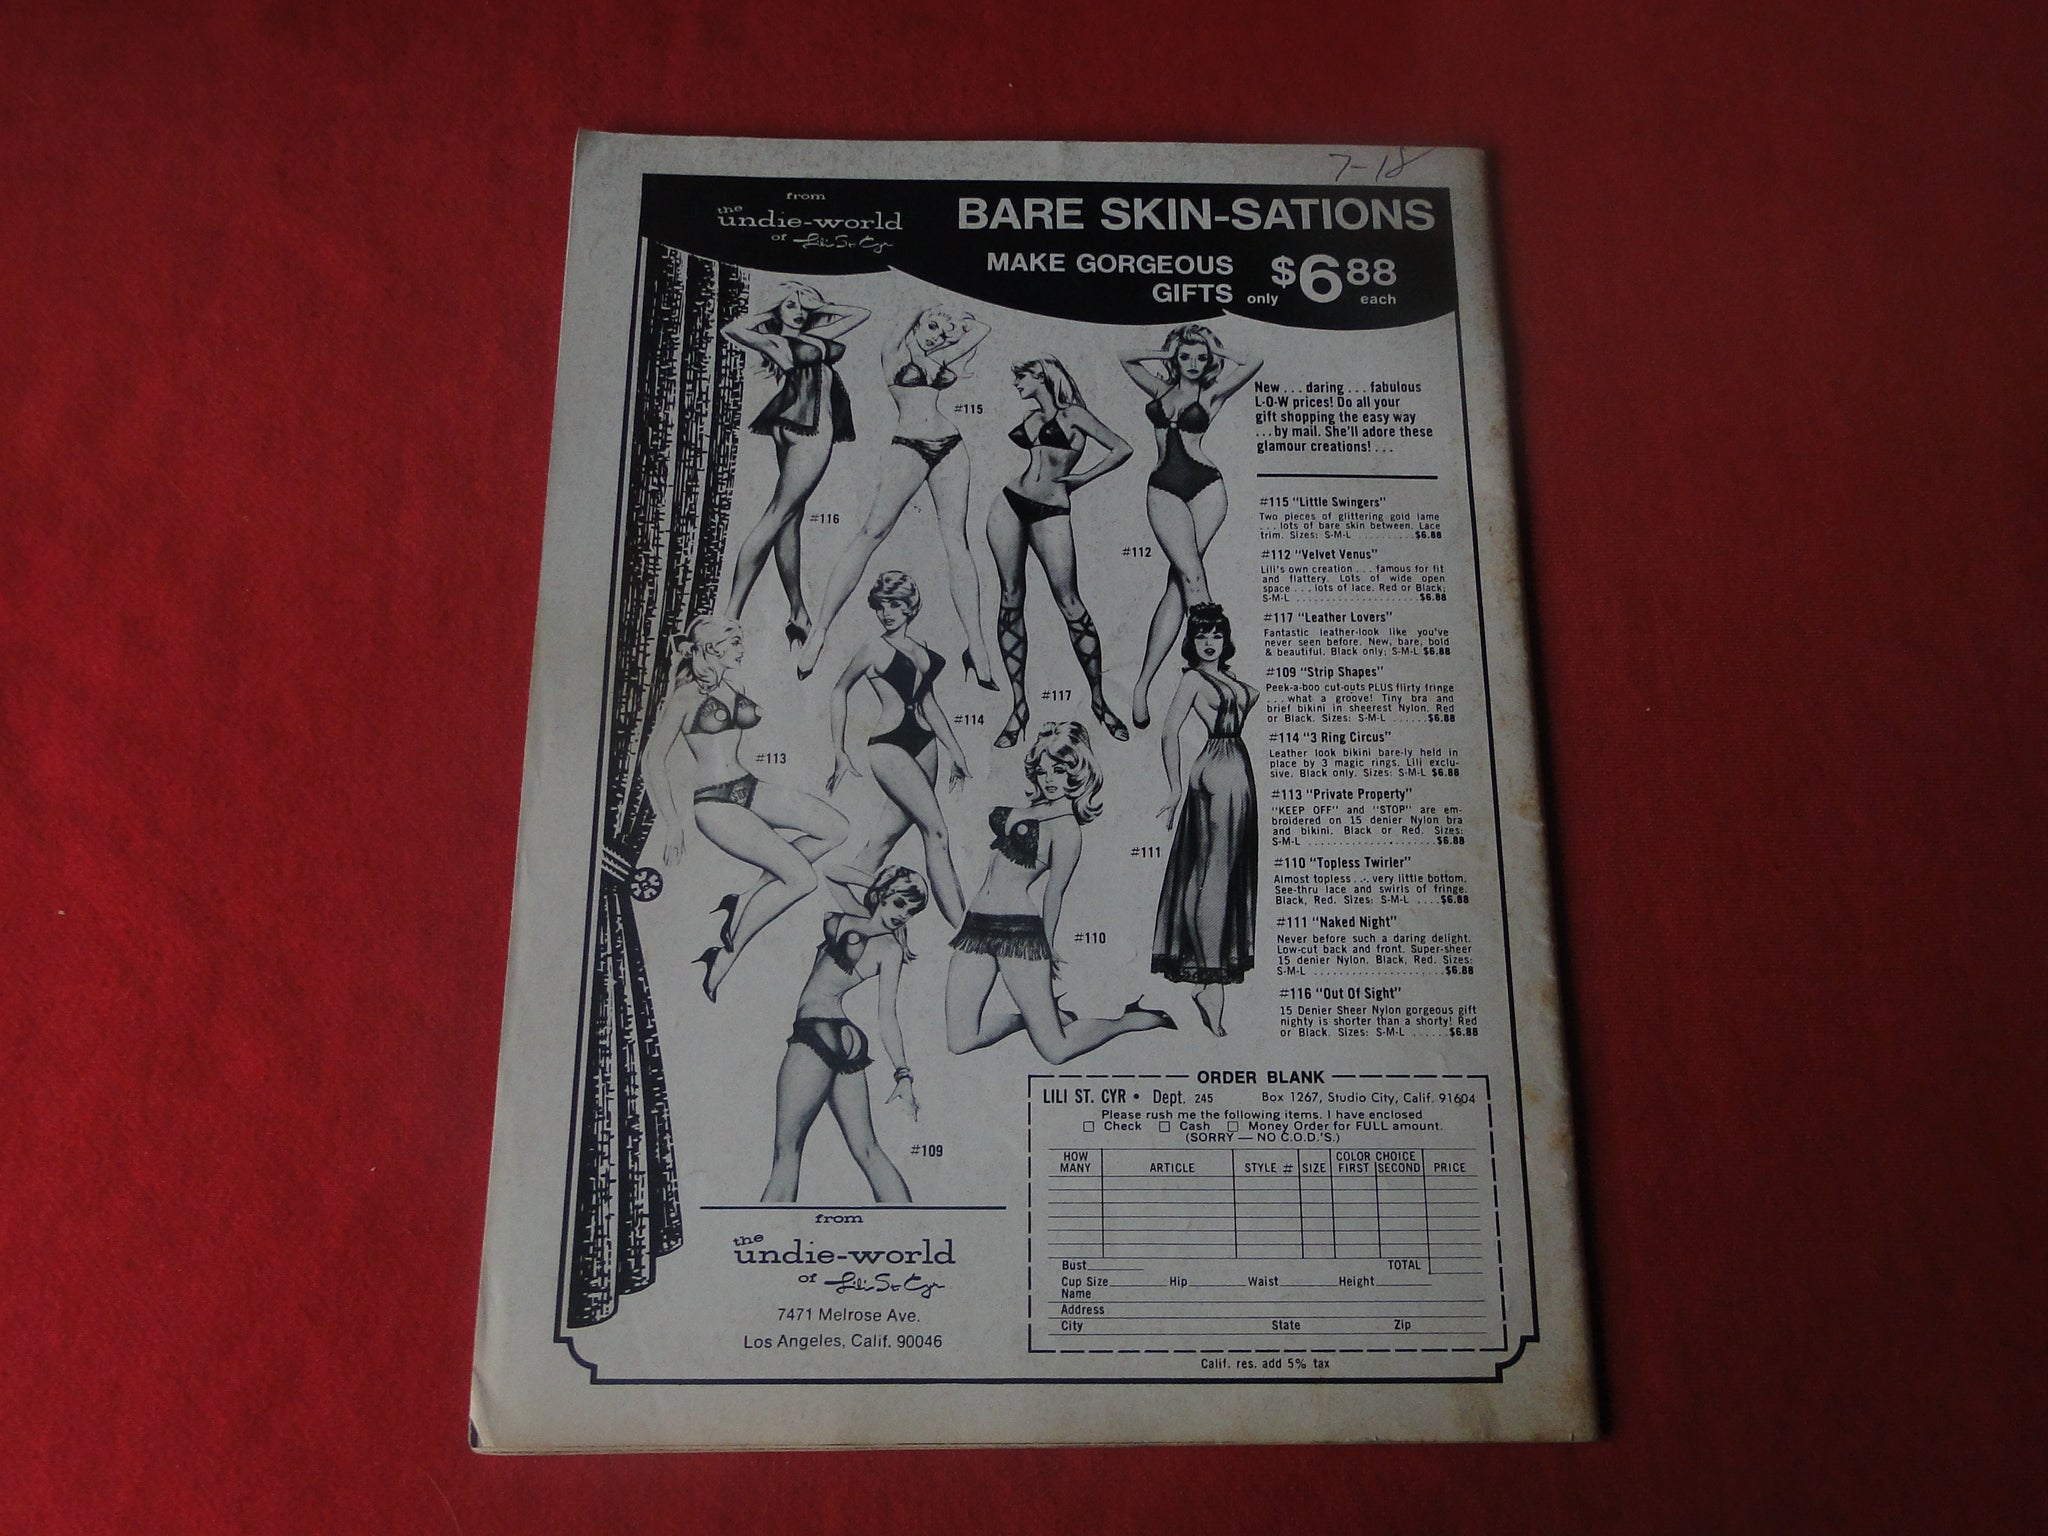 7-18
from
the
undie-world
of Lili St. Cyr
BARE SKIN-SATIONS
MAKE GORGEOUS
GIFTS only $6 88 each
#116
#115
#117
#112
#113
#114
#111
#110
#109
New . . . daring . . . fabulous
L-O-W prices! Do all your
gift shopping the easy way
. . . by mail. She'll adore these
glamour creations! . . .
#115 "Little Swingers"
Two pieces of glittering gold lame
. . . lots of bare skin between. Lace
trim. Sizes: S-M-L . . . . . . . . . . $6.88
#112 "Velvet Venus"
Lili's own creation . . . famous for fit
and flattery. Lots of wide open
space . . . lots of lace. Red or Black;
S-M-L . . . . . . . . . . . . . . . . . . . . $6.88
#117 "Leather Lovers"
Fantastic leather-look like you've
never seen before. New, bare, bold
& beautiful. Black only; S-M-L $6.88
#109 "Strip Shapes"
Peek-a-boo cut-outs PLUS flirty fringe
. . . what a groove! Tiny bra and
brief bikini in sheerest Nylon. Red
or Black. Sizes: S-M-L . . . . . . $6.88
#114 "3 Ring Circus"
Leather look bikini bare-ly held in
place by 3 magic rings. Lili exclu-
sive. Black only. Sizes: S-M-L $6.88
#113 "Private Property"
"KEEP OFF" and "STOP" are em-
broidered on 15 denier Nylon bra
and bikini. Black or Red. Sizes:
S-M-L . . . . . . . . . . . . . . . . . . . . . $6.88
#110 "Topless Twirler"
Almost topless . . . very little bottom.
See-thru lace and swirls of fringe.
Black, Red. Sizes: S-M-L . . . . $6.88
#111 "Naked Night"
Never before such a daring delight.
Low-cut back and front. Super-sheer
15 denier Nylon. Black, Red. Sizes:
S-M-L . . . . . . . . . . . . . . . . . . . . . $6.88
#116 "Out Of Sight"
15 Denier Sheer Nylon gorgeous gift
nighty is shorter than a shorty! Red
or Black. Sizes: S-M-L . . . . . . $6.88
from
the
undie-world
of Lili St. Cyr
7471 Melrose Ave.
Los Angeles, Calif. 90046
ORDER BLANK
LILI ST. CYR • Dept. 245 Box 1267, Studio City, Calif. 91604
Please rush me the following items. I have enclosed
☐ Check ☐ Cash ☐ Money Order for FULL amount.
(SORRY — NO C.O.D.'S.)
HOW MANY ARTICLE STYLE # SIZE COLOR CHOICE FIRST SECOND PRICE
Bust TOTAL
Cup Size Hip Waist Height
Name
Address
City State Zip
Calif. res. add 5% tax